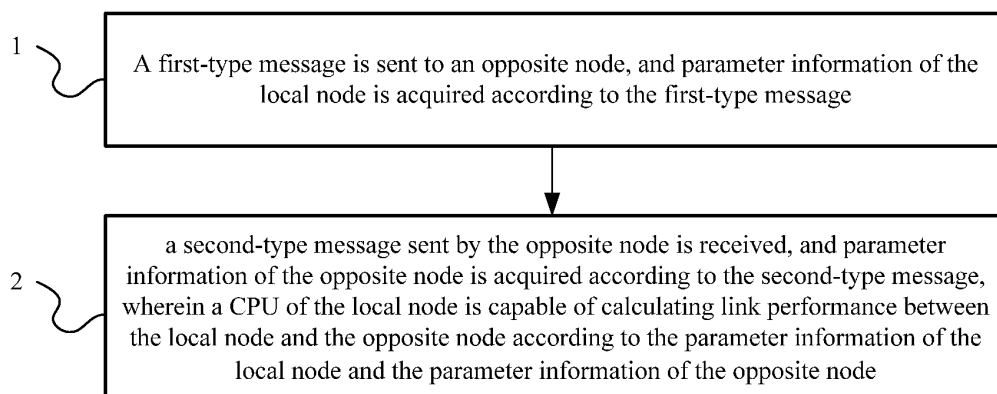 1
A first-type message is sent to an opposite node, and parameter information of the
local node is acquired according to the first-type message
2
a second-type message sent by the opposite node is received, and parameter
information of the opposite node is acquired according to the second-type message,
wherein a CPU of the local node is capable of calculating link performance between
the local node and the opposite node according to the parameter information of the
local node and the parameter information of the opposite node